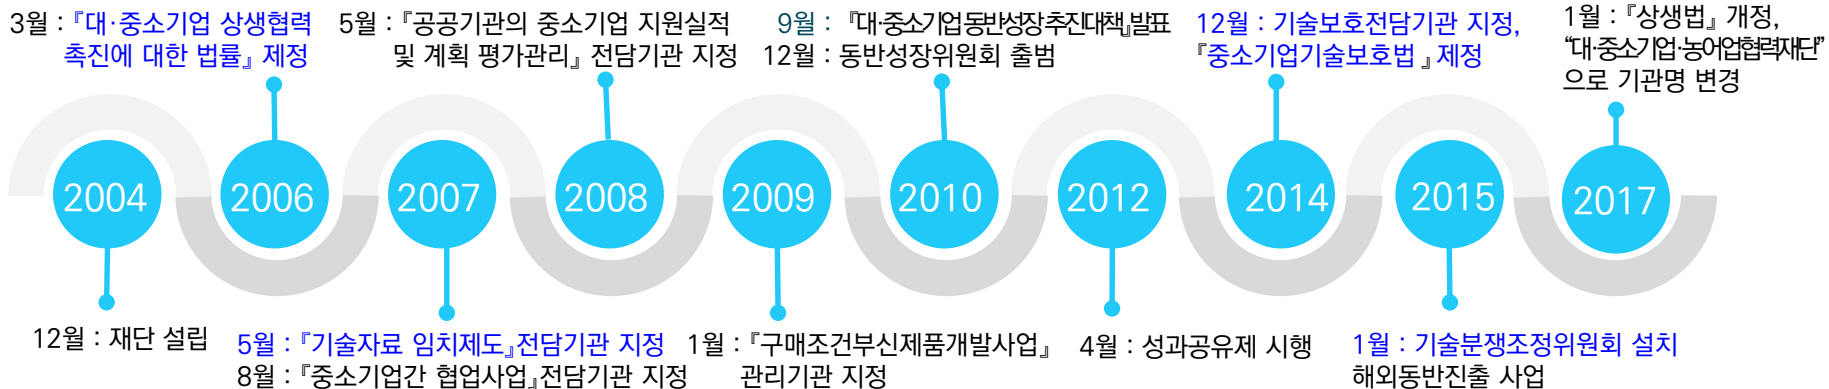 3월 : 『대·중소기업 상생협력
촉진에 대한 법률』 제정
5월 : 『공공기관의 중소기업 지원실적
및 계획 평가관리』 전담기관 지정
9월 : 『대·중소기업 동반성장 추진대책』발표
12월 : 동반성장위원회 출범
12월 : 기술보호전담기관 지정,
『중소기업기술보호법』 제정
1월 : 『상생법』 개정,
“대·중소기업·농어업협력재단”
으로 기관명 변경
2004 2006 2007 2008 2009 2010 2012 2014 2015 2017
12월 : 재단 설립
5월 : 『기술자료 임치제도』전담기관 지정
8월 : 『중소기업간 협업사업』전담기관 지정
1월 : 『구매조건부신제품개발사업』
관리기관 지정
4월 : 성과공유제 시행
1월 : 기술분쟁조정위원회 설치
해외동반진출 사업